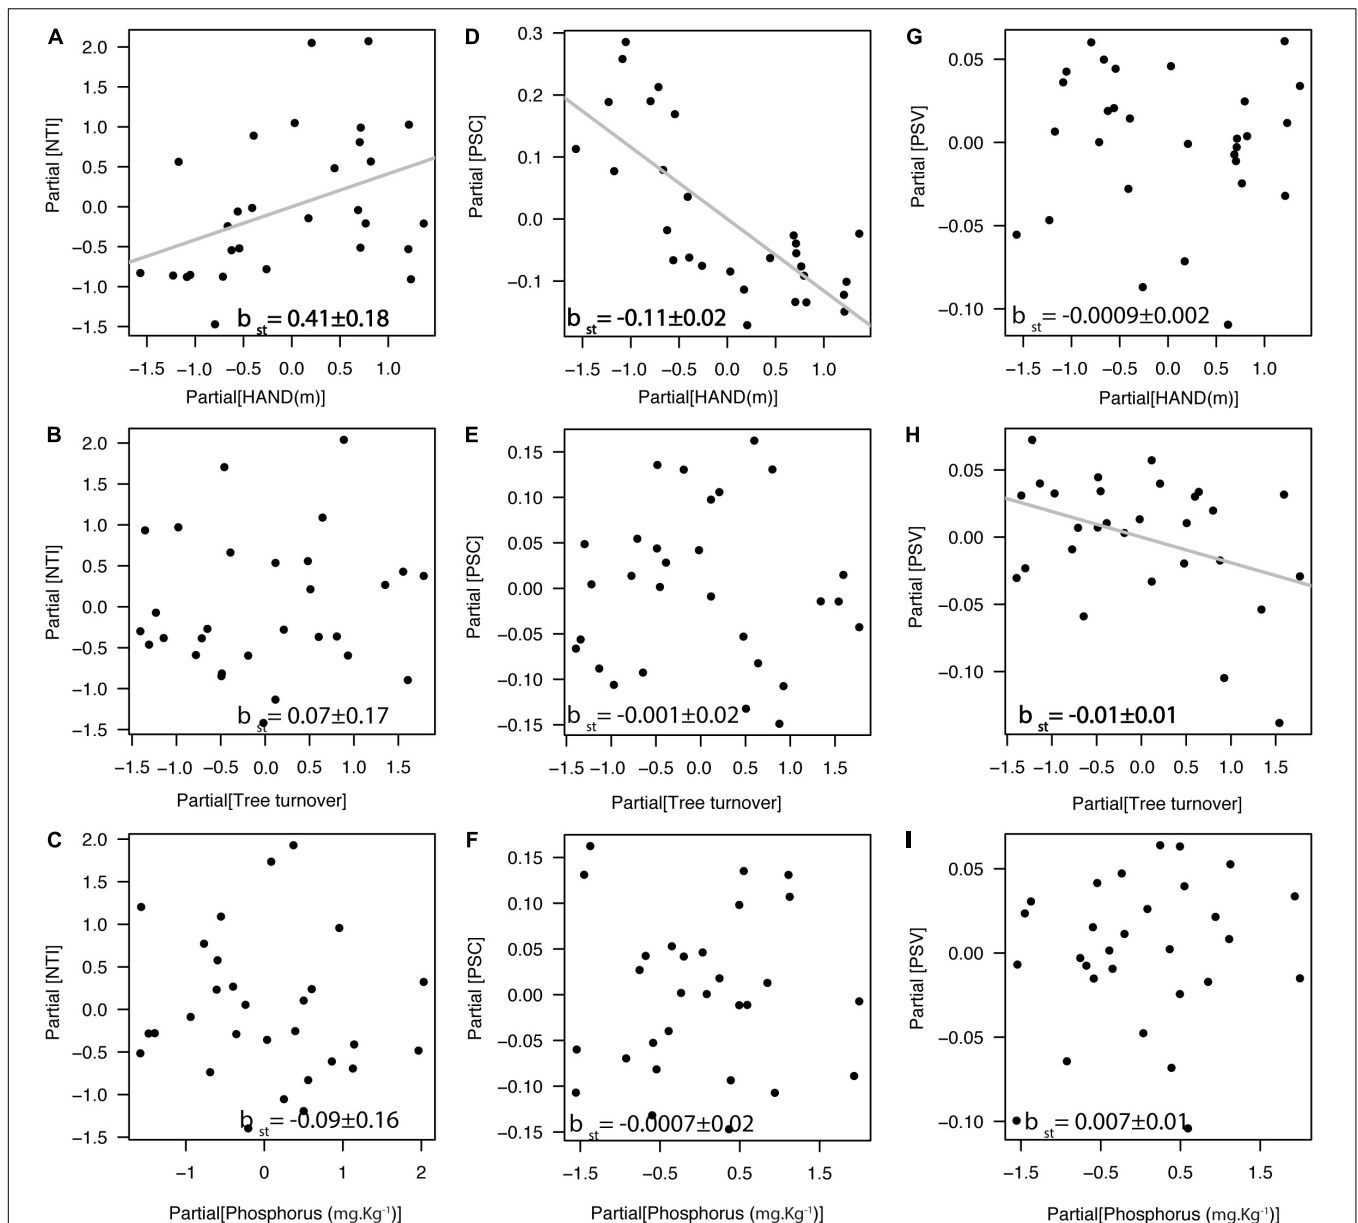 A
2.0
1.5
1.0
0.5
0.0
−0.5
−1.0
−1.5
Partial [NTI]
b st= 0.41±0.18
−1.5 −1.0 0.0 0.5 1.0
Partial[HAND(m)]
D
0.3
0.2
0.1
0.0
−0.1
Partial [PSC]
b st= -0.11±0.02
−1.5 −1.0 0.0 0.5 1.0
Partial[HAND(m)]
G
0.05
0.00
−0.05
−0.10
Partial [PSV]
b st= -0.0009±0.002
−1.5 −1.0 0.0 0.5 1.0
Partial[HAND(m)]
B
2.0
1.5
1.0
0.5
0.0
−0.5
−1.0
−1.5
Partial [NTI]
b st= 0.07±0.17
−1.5 −1.0 0.0 0.5 1.0 1.5
Partial[Tree turnover]
E
0.15
0.10
0.05
0.00
−0.05
−0.10
−0.15
Partial [PSC]
b st= -0.001±0.02
−1.5 −1.0 −0.5 0.0 0.5 1.0 1.5
Partial[Tree turnover]
H
0.05
0.00
−0.05
−0.10
Partial [PSV]
b st= -0.01±0.01
−1.5 −1.0 −0.5 0.0 0.5 1.0 1.5
Partial[Tree turnover]
C
2.0
1.5
1.0
0.5
0.0
−0.5
−1.0
−1.5
Partial [NTI]
b st= -0.09±0.16
−1 0 1 2
Partial[Phosphorus (mg.Kg-1)]
F
0.15
0.10
0.05
0.00
−0.05
−0.10
−0.15
Partial [PSC]
b st= -0.0007±0.02
−1.5 −0.5 0.5 1.5
Partial[Phosphorus (mg.Kg-1)]
I
0.05
0.00
−0.05
−0.10
Partial [PSV]
b st= 0.007±0.01
−1.5 −0.5 0.5 1.5
Partial[Phosphorus (mg.Kg-1)]